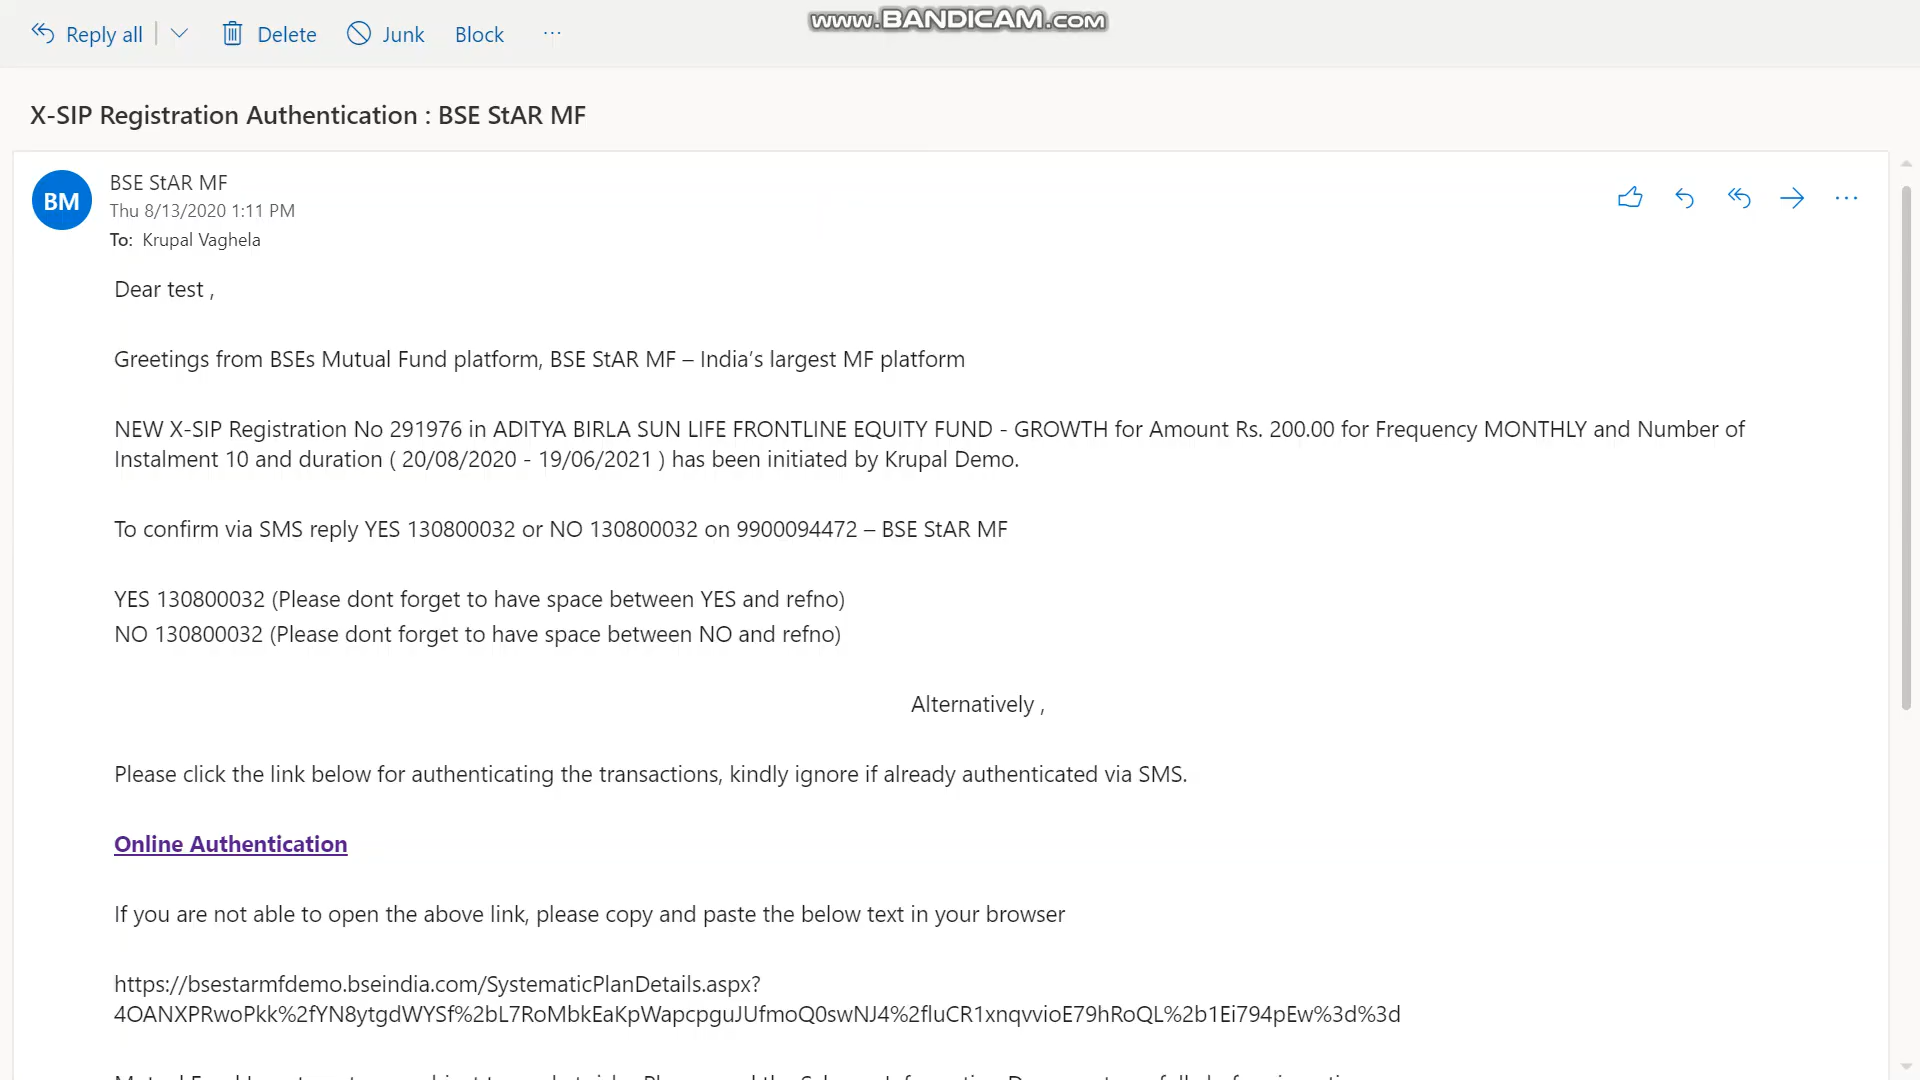 www.BANDICAM.com
Reply all Delete Junk Block ...
X-SIP Registration Authentication : BSE StAR MF
BM
BSE StAR MF
Thu 8/13/2020 1:11 PM
To: Krupal Vaghela
Dear test ,
Greetings from BSEs Mutual Fund platform, BSE StAR MF – India’s largest MF platform
NEW X-SIP Registration No 291976 in ADITYA BIRLA SUN LIFE FRONTLINE EQUITY FUND - GROWTH for Amount Rs. 200.00 for Frequency MONTHLY and Number of
Instalment 10 and duration ( 20/08/2020 - 19/06/2021 ) has been initiated by Krupal Demo.
To confirm via SMS reply YES 130800032 or NO 130800032 on 9900094472 – BSE StAR MF
YES 130800032 (Please dont forget to have space between YES and refno)
NO 130800032 (Please dont forget to have space between NO and refno)
Alternatively ,
Please click the link below for authenticating the transactions, kindly ignore if already authenticated via SMS.
Online Authentication
If you are not able to open the above link, please copy and paste the below text in your browser
https://bsestarmfdemo.bseindia.com/SystematicPlanDetails.aspx?
4OANXPRwoPkk%2fYN8ytgdWYSf%2bL7RoMbkEaKpWapcpguJUfmoQ0swNJ4%2fluCR1xnqvvioE79hRoQL%2b1Ei794pEw%3d%3d